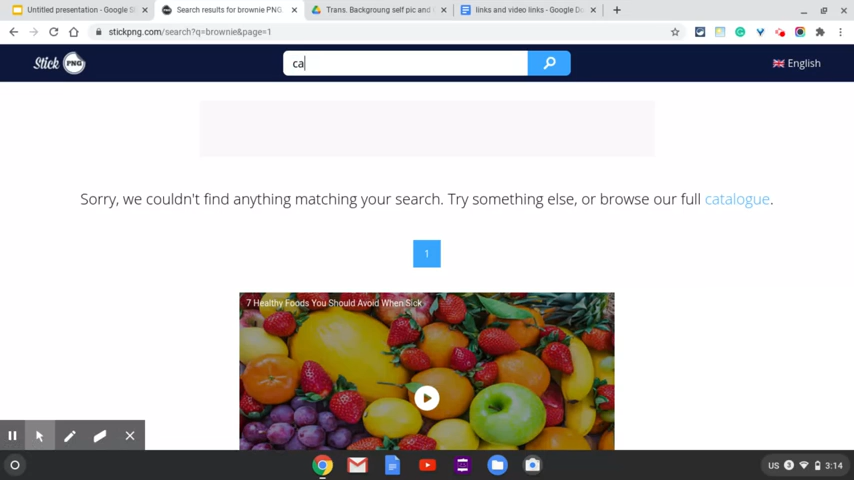 Untitled presentation - Google Sl
Search results for brownie PNG.
Trans. Backgroung self pic and
links and video links - Google Do
stickpng.com/search?q=brownie&page=1
Stick PNG
ca
English
Sorry, we couldn't find anything matching your search. Try something else, or browse our full catalogue.
1
7 Healthy Foods You Should Avoid When Sick
US 3 3:14